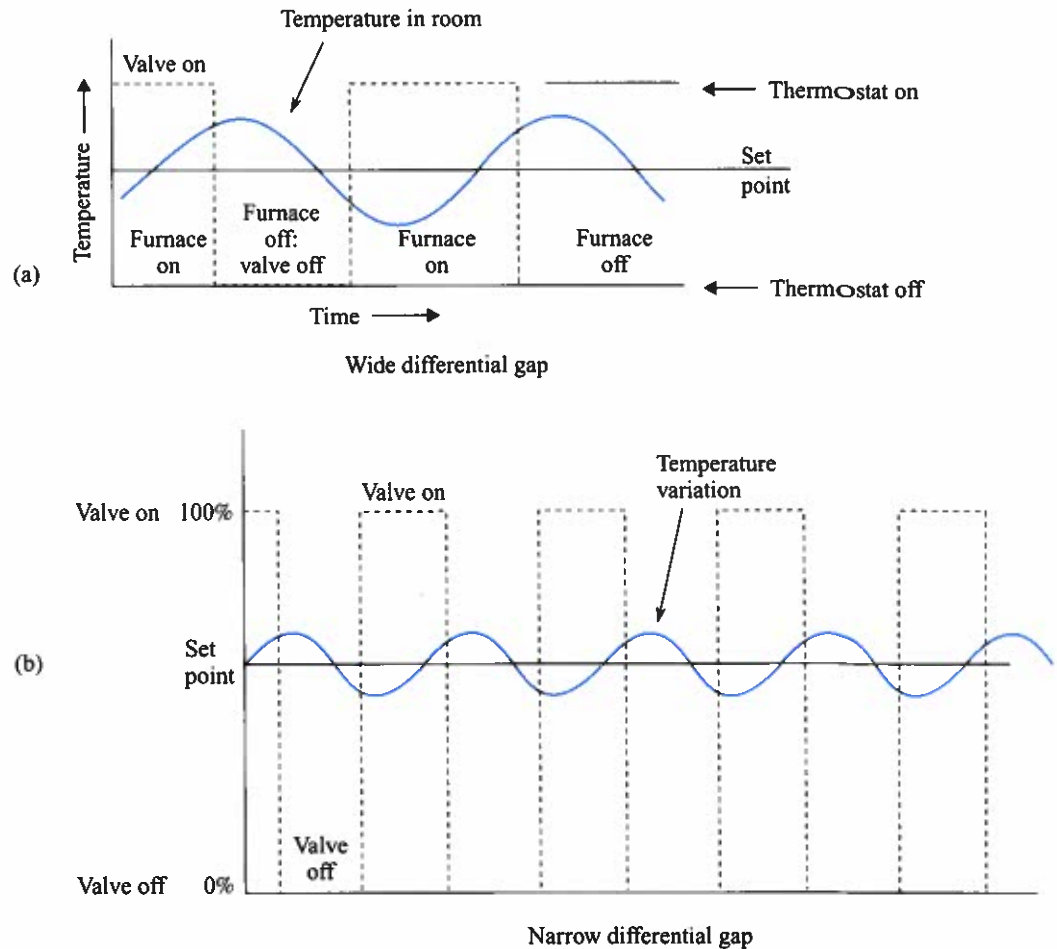 Temperature in room
Valve on
Thermostat on
Temperature
Set
point
Furnace
on
Furnace
off:
valve off
Furnace
on
Furnace
off
(a)
Thermostat off
Time
Wide differential gap
Temperature
variation
Valve on 100%
Valve on
(b)
Set
point
Valve
off
Valve off 0%
Narrow differential gap